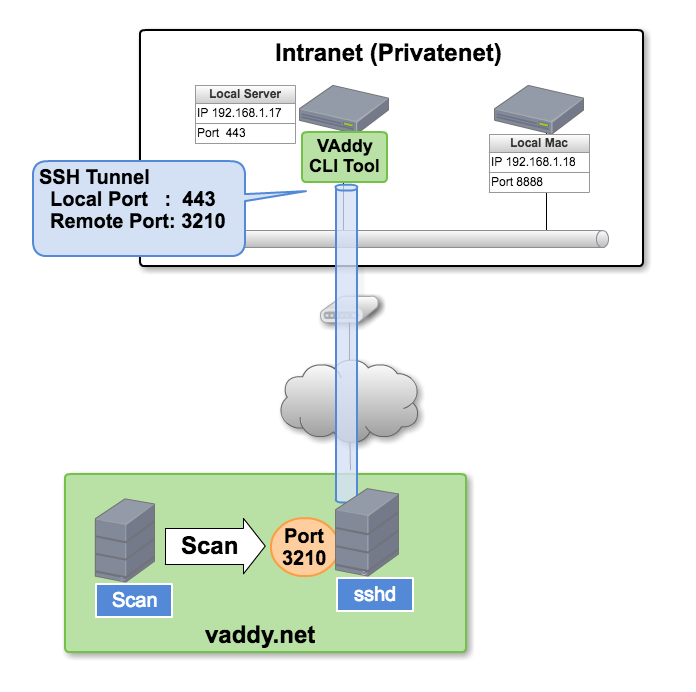 Intranet (Privatenet)
Local Server
IP 192.168.1.17
Port 443
VAddy
CLI Tool
Local Mac
IP 192.168.1.18
Port 8888
SSH Tunnel
Local Port : 443
Remote Port: 3210
Scan
Port
3210
Scan
sshd
vaddy.net